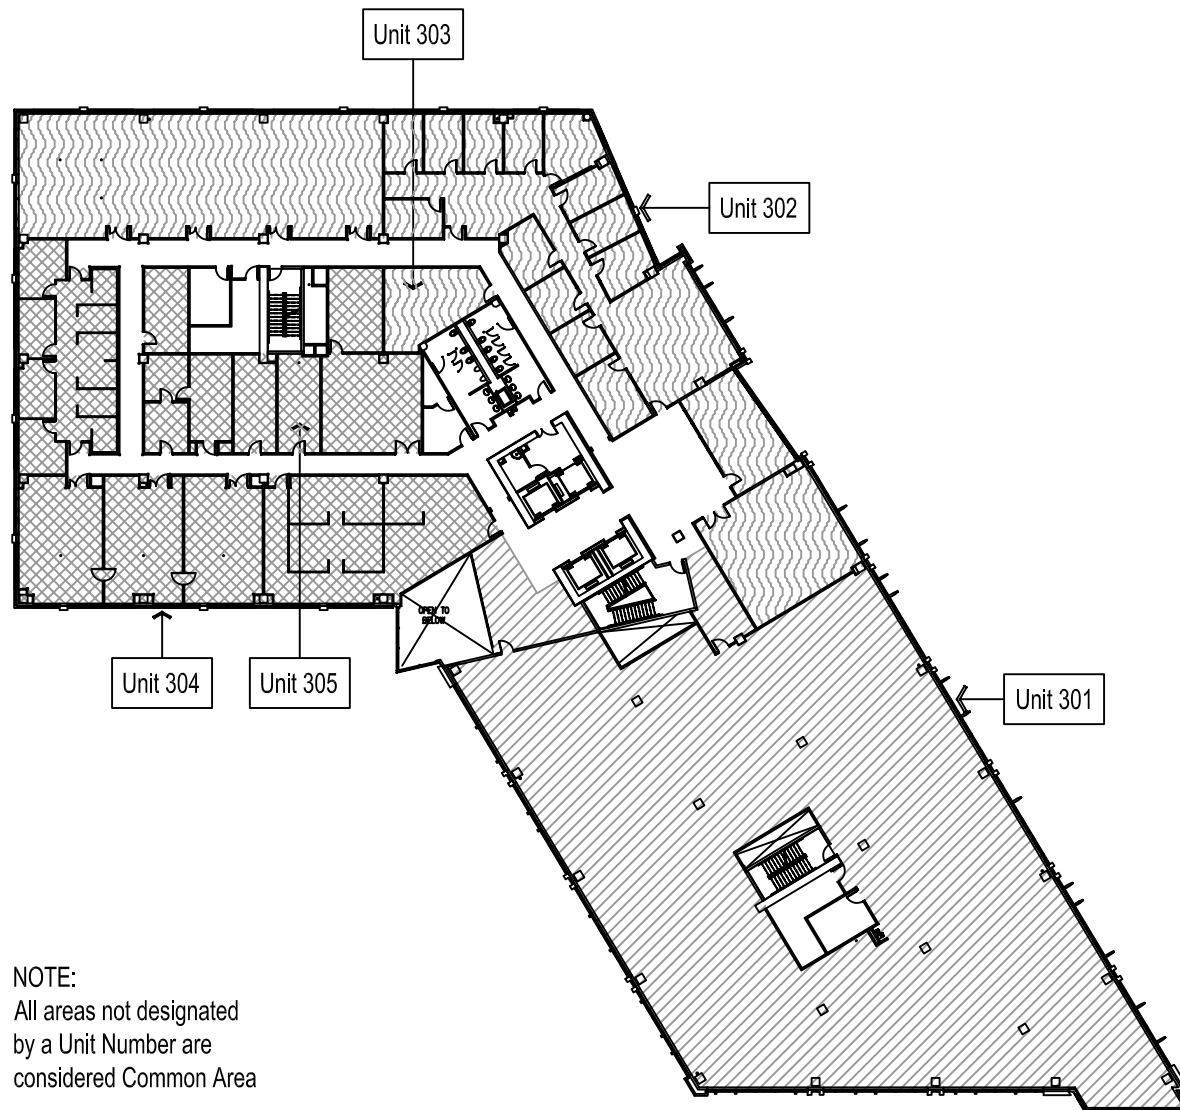 Unit 303
Unit 302
OPEN TO
BELOW
Unit 304
Unit 305
Unit 301
NOTE:
All areas not designated
by a Unit Number are
considered Common Area